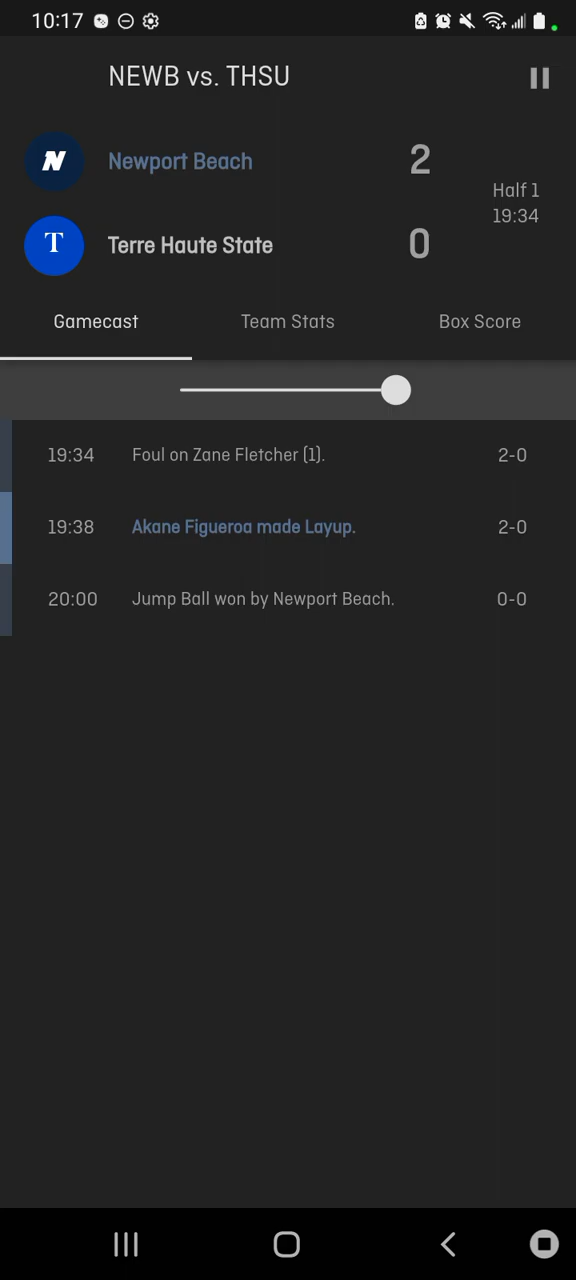 10:17
NEWB vs. THSU
N Newport Beach 2
Half 1
19:34
T Terre Haute State 0
Gamecast Team Stats Box Score
19:34 Foul on Zane Fletcher (1). 2-0
19:38 Akane Figueroa made Layup. 2-0
20:00 Jump Ball won by Newport Beach. 0-0